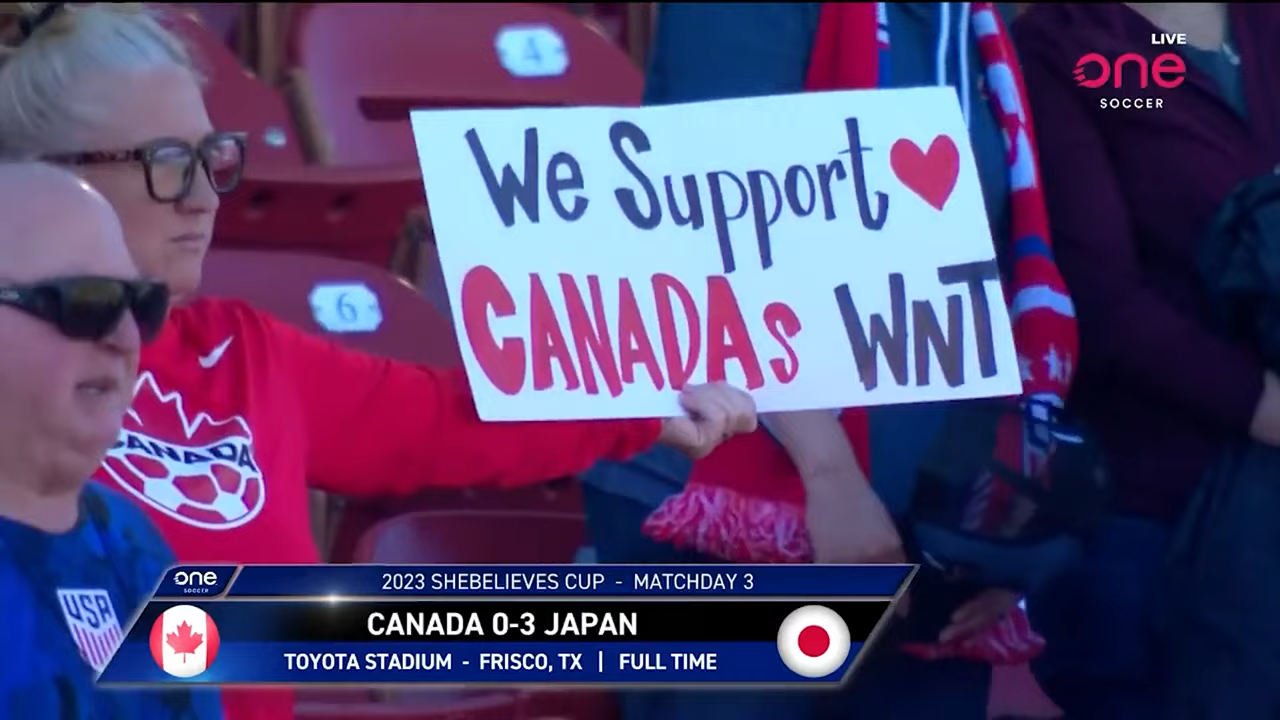 LIVE
one
SOCCER
4
We Support
CANADAs WNT
6
CANADA
USA
one
SOCCER
2023 SHEBELIEVES CUP - MATCHDAY 3
CANADA 0-3 JAPAN
TOYOTA STADIUM - FRISCO, TX | FULL TIME